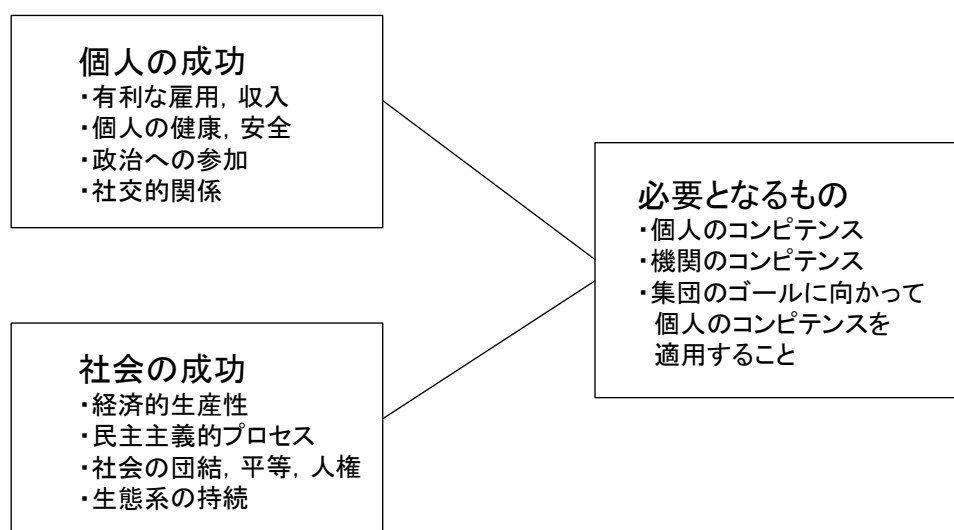 個人の成功
・有利な雇用, 収入
・個人の健康, 安全
・政治への参加
・社交的関係
社会の成功
・経済的生産性
・民主主義的プロセス
・社会の団結, 平等, 人権
・生態系の持続
必要となるもの
・個人のコンピテンス
・機関のコンピテンス
・集団のゴールに向かって
個人のコンピテンスを
適用すること